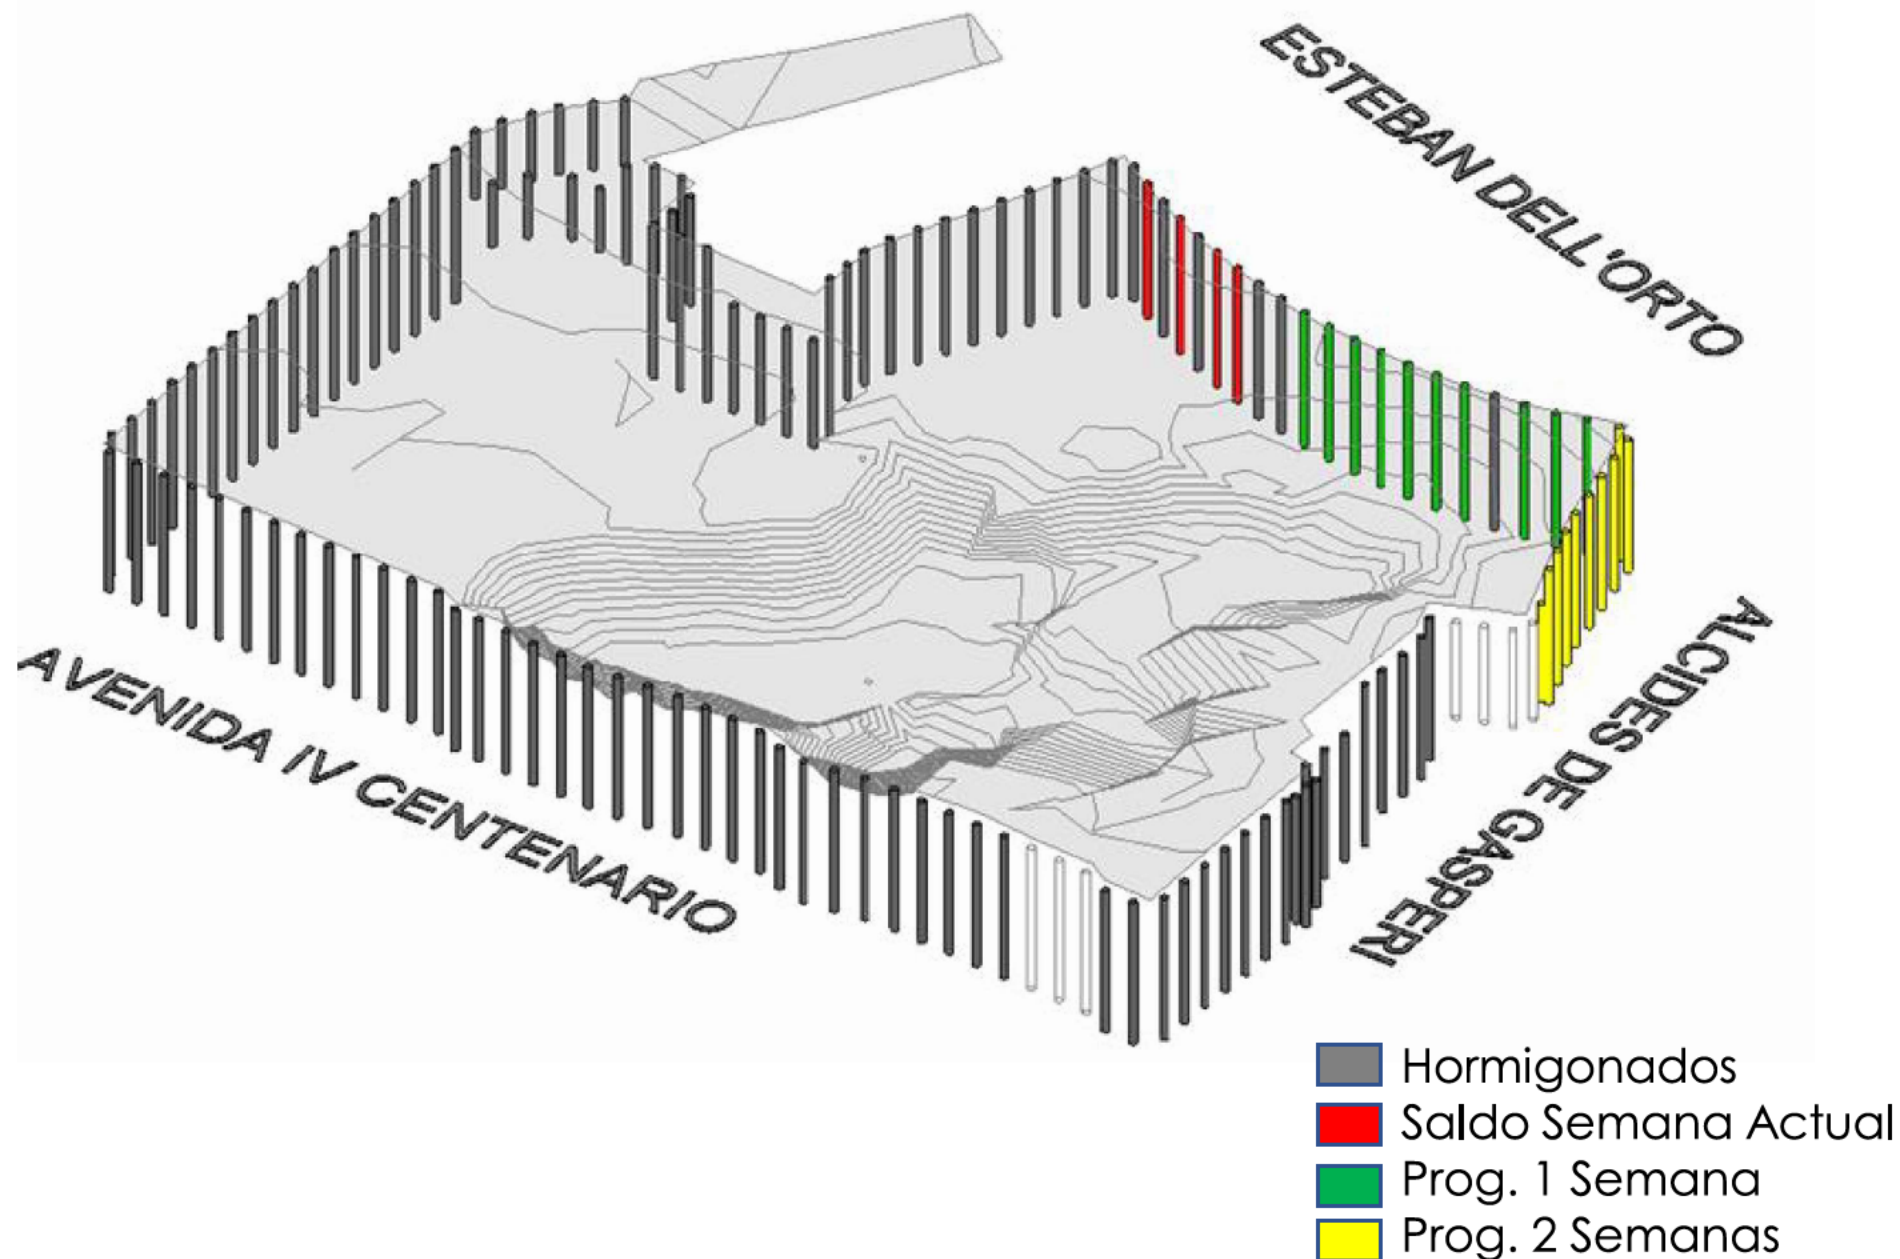 ESTEBAN DELL'ORTO
AVENIDA IV CENTENARIO
ALCIDES DE GASPERI
Hormigonados
Saldo Semana Actual
Prog. 1 Semana
Prog. 2 Semanas